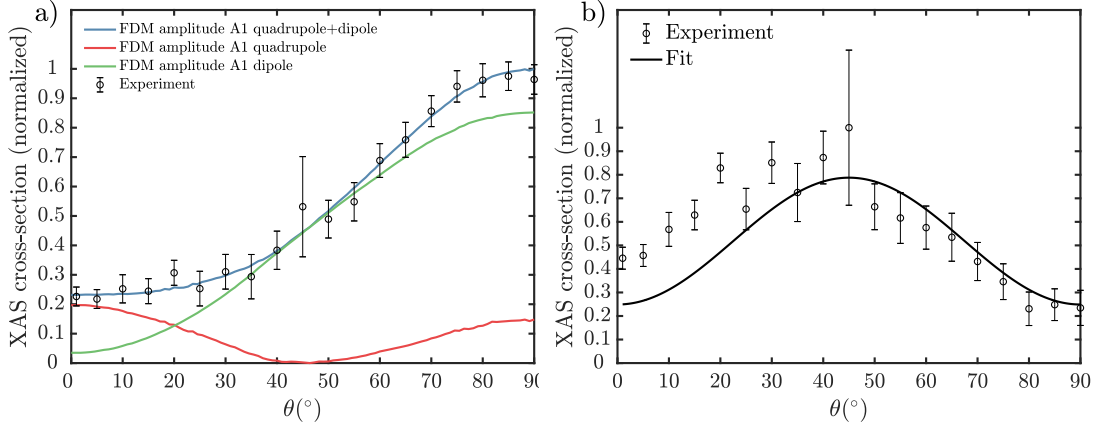 a)
FDM amplitude A1 quadrupole+dipole
FDM amplitude A1 quadrupole
FDM amplitude A1 dipole
Experiment
XAS cross-section (normalized)
1
0.9
0.8
0.7
0.6
0.5
0.4
0.3
0.2
0.1
0
0 10 20 30 40 50 60 70 80 90
θ(°)
b)
Experiment
Fit
XAS cross-section (normalized)
1
0.9
0.8
0.7
0.6
0.5
0.4
0.3
0.2
0.1
0
0 10 20 30 40 50 60 70 80 90
θ(°)